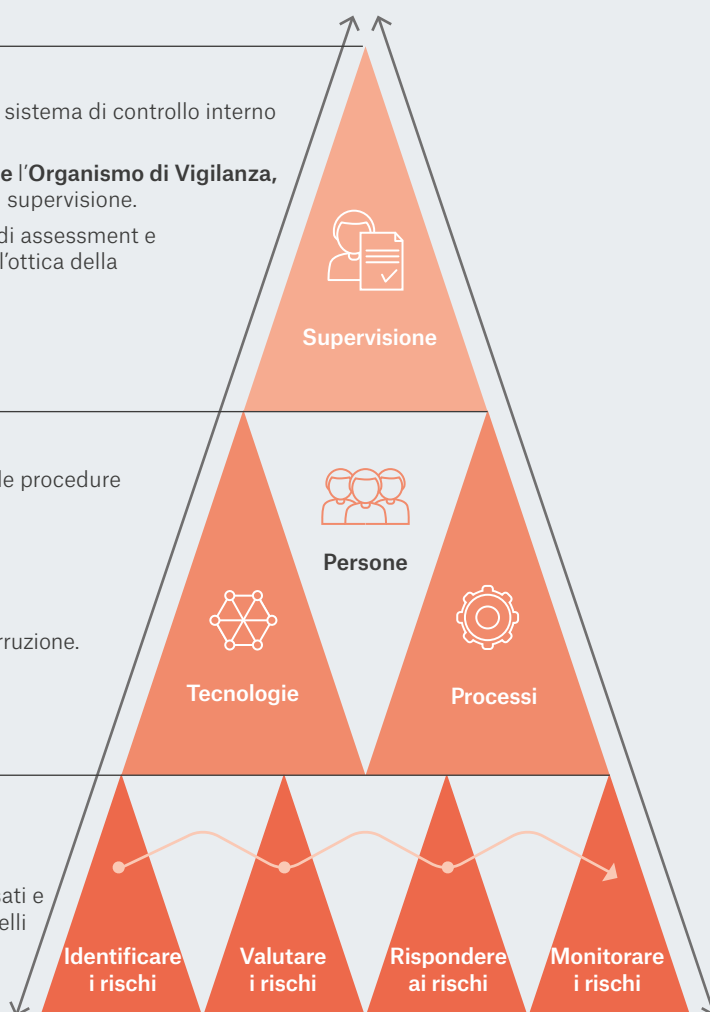 sistema di controllo interno
e l'Organismo di Vigilanza,
supervisione.
di assessment e
l'ottica della
Supervisione
le procedure
Persone
rruzione.
Tecnologie
Processi
ati e
elli
Identificare
i rischi
Valutare
i rischi
Rispondere
ai rischi
Monitorare
i rischi